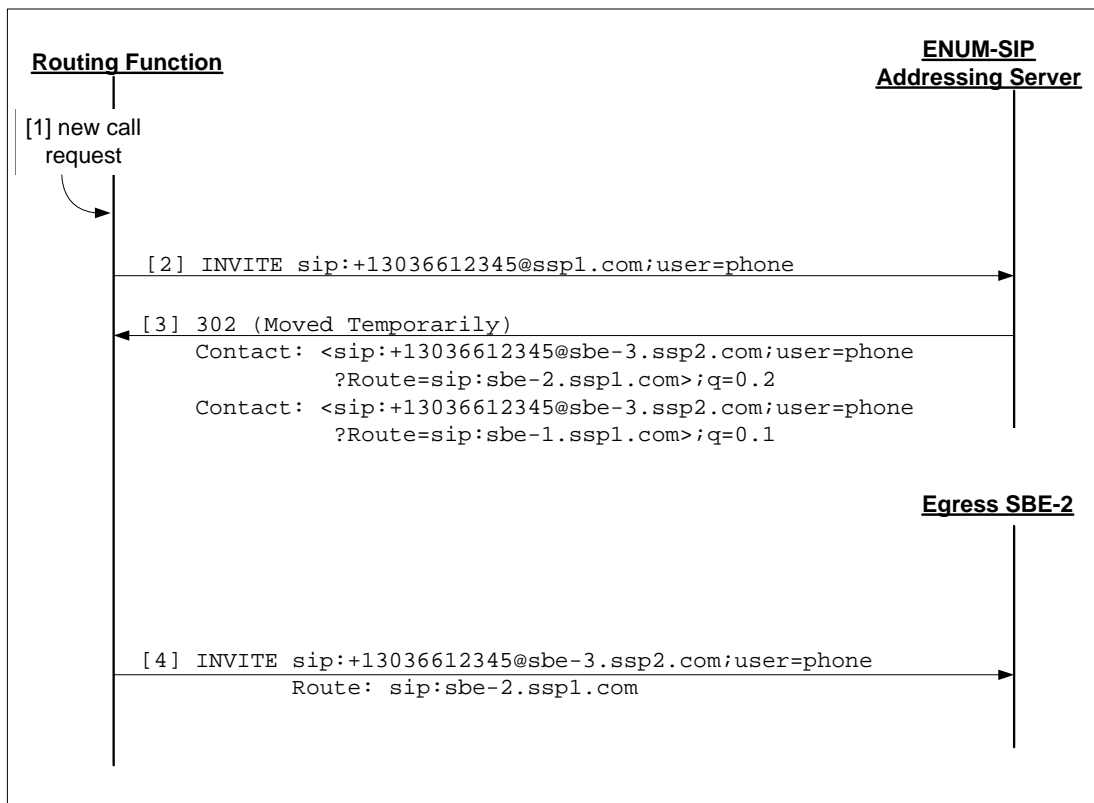 Routing Function
ENUM-SIP
Addressing Server
[1] new call
request
[2] INVITE sip:+13036612345@ssp1.com;user=phone
[3] 302 (Moved Temporarily)
Contact: <sip:+13036612345@sbe-3.ssp2.com;user=phone
?Route=sip:sbe-2.ssp1.com>;q=0.2
Contact: <sip:+13036612345@sbe-3.ssp2.com;user=phone
?Route=sip:sbe-1.ssp1.com>;q=0.1
Egress SBE-2
[4] INVITE sip:+13036612345@sbe-3.ssp2.com;user=phone
Route: sip:sbe-2.ssp1.com